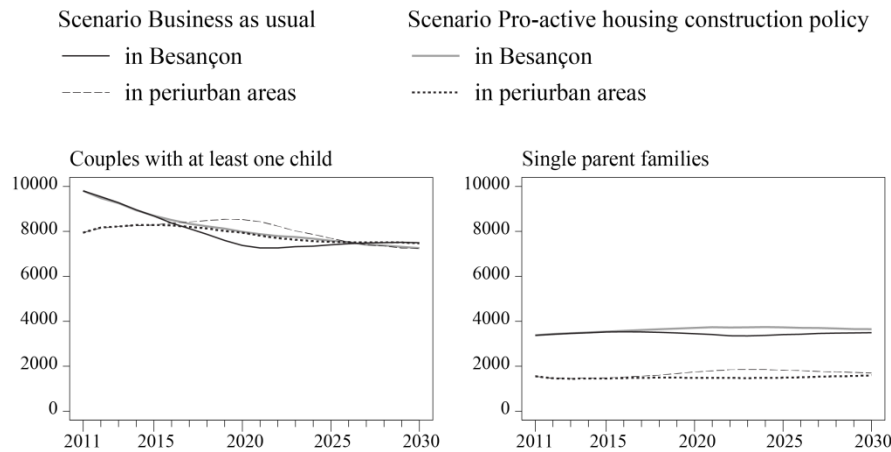 Scenario Business as usual
in Besançon
in periurban areas
Scenario Pro-active housing construction policy
in Besançon
in periurban areas
Couples with at least one child
10000
8000
6000
4000
2000
0
2011 2015 2020 2025 2030
Single parent families
10000
8000
6000
4000
2000
0
2011 2015 2020 2025 2030